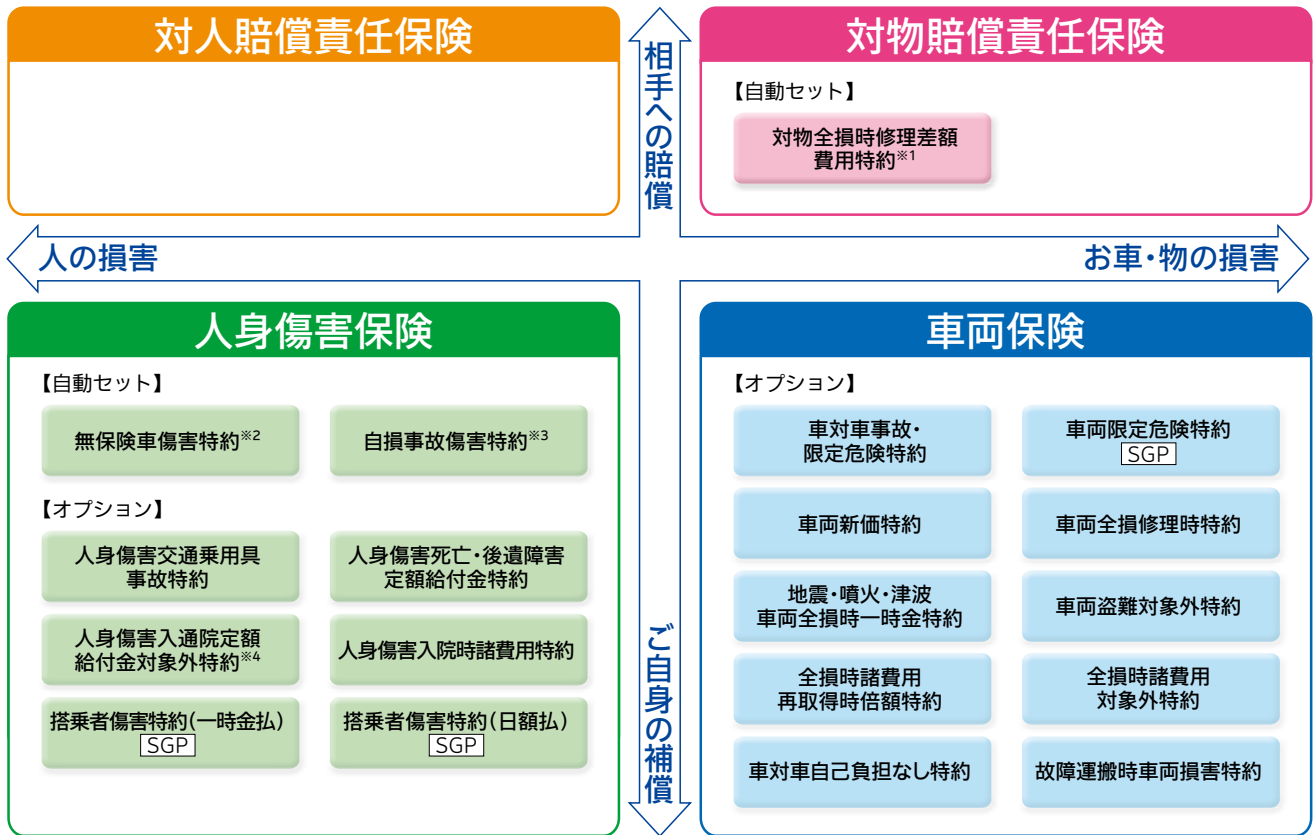 対人賠償責任保険
相手への賠償
対物賠償責任保険
【自動セット】
対物全損時修理差額
費用特約※1
人の損害
お車・物の損害
人身傷害保険
【自動セット】
無保険車傷害特約※2
自損事故傷害特約※3
【オプション】
人身傷害交通乗用具
事故特約
人身傷害死亡・後遺障害
定額給付金特約
人身傷害入通院定額
給付金対象外特約※4
人身傷害入院時諸費用特約
搭乗者傷害特約(一時金払)
SGP
搭乗者傷害特約(日額払)
SGP
ご自身の補償
車両保険
【オプション】
車対車事故・
限定危険特約
車両限定危険特約
SGP
車両新価特約
車両全損修理時特約
地震・噴火・津波
車両全損時一時金特約
車両盗難対象外特約
全損時諸費用
再取得時倍額特約
全損時諸費用
対象外特約
車対車自己負担なし特約
故障運搬時車両損害特約